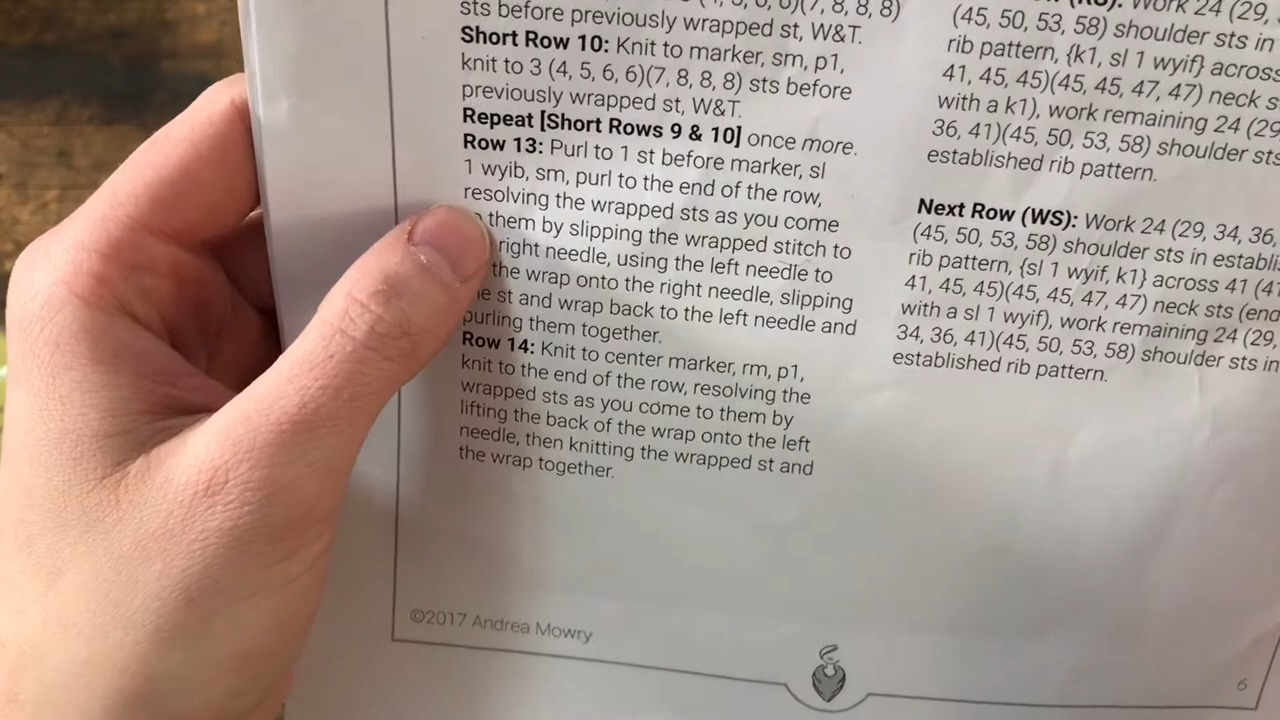 sts before previously wrapped st, W&T.
Short Row 10: Knit to marker, sm, p1,
knit to 3 (4, 5, 6, 6)(7, 8, 8, 8) sts before
previously wrapped st, W&T.
Repeat [Short Rows 9 & 10] once more.
Row 13: Purl to 1 st before marker, sl
1 wyib, sm, purl to the end of the row,
resolving the wrapped sts as you come
them by slipping the wrapped stitch to
right needle, using the left needle to
the wrap onto the right needle, slipping
st and wrap back to the left needle and
purling them together.
Row 14: Knit to center marker, rm, p1,
knit to the end of the row, resolving the
wrapped sts as you come to them by
lifting the back of the wrap onto the left
needle, then knitting the wrapped st and
the wrap together.
©2017 Andrea Mowry
Work 24 (29,
(45, 50, 53, 58) shoulder sts in
rib pattern, {k1, sl 1 wyif} across
41, 45, 45)(45, 45, 47, 47) neck
with a k1), work remaining 24 (29
36, 41)(45, 50, 53, 58) shoulder sts
established rib pattern.
Next Row (WS): Work 24 (29, 34, 36,
(45, 50, 53, 58) shoulder sts in
rib pattern, {sl 1 wyif, k1} across 41
41, 45, 45)(45, 45, 47, 47) neck sts (end
with a sl 1 wyif), work remaining 24 (29,
34, 36, 41)(45, 50, 53, 58) shoulder sts in
established rib pattern.
6